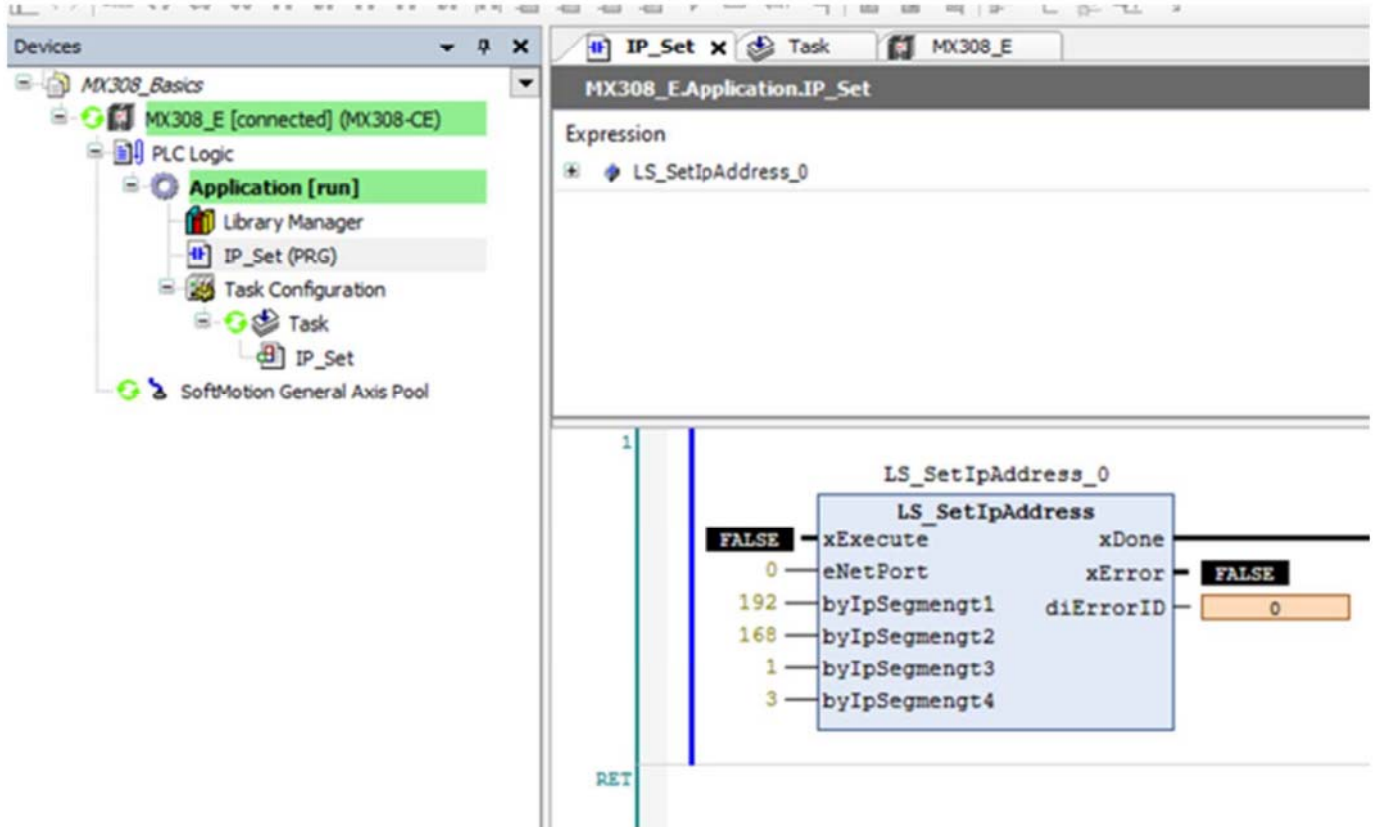 Devices
MX308_Basics
MX308_E [connected] (MX308-CE)
PLC Logic
Application [run]
Library Manager
IP_Set (PRG)
Task Configuration
Task
IP_Set
SoftMotion General Axis Pool
IP_Set Task MX308_E
MX308_E.Application.IP_Set
Expression
LS_SetIpAddress_0
1
LS_SetIpAddress_0
LS_SetIpAddress
FALSE xExecute xDone
0 eNetPort xError FALSE
192 byIpSegmengt1 diErrorID 0
168 byIpSegmengt2
1 byIpSegmengt3
3 byIpSegmengt4
RET